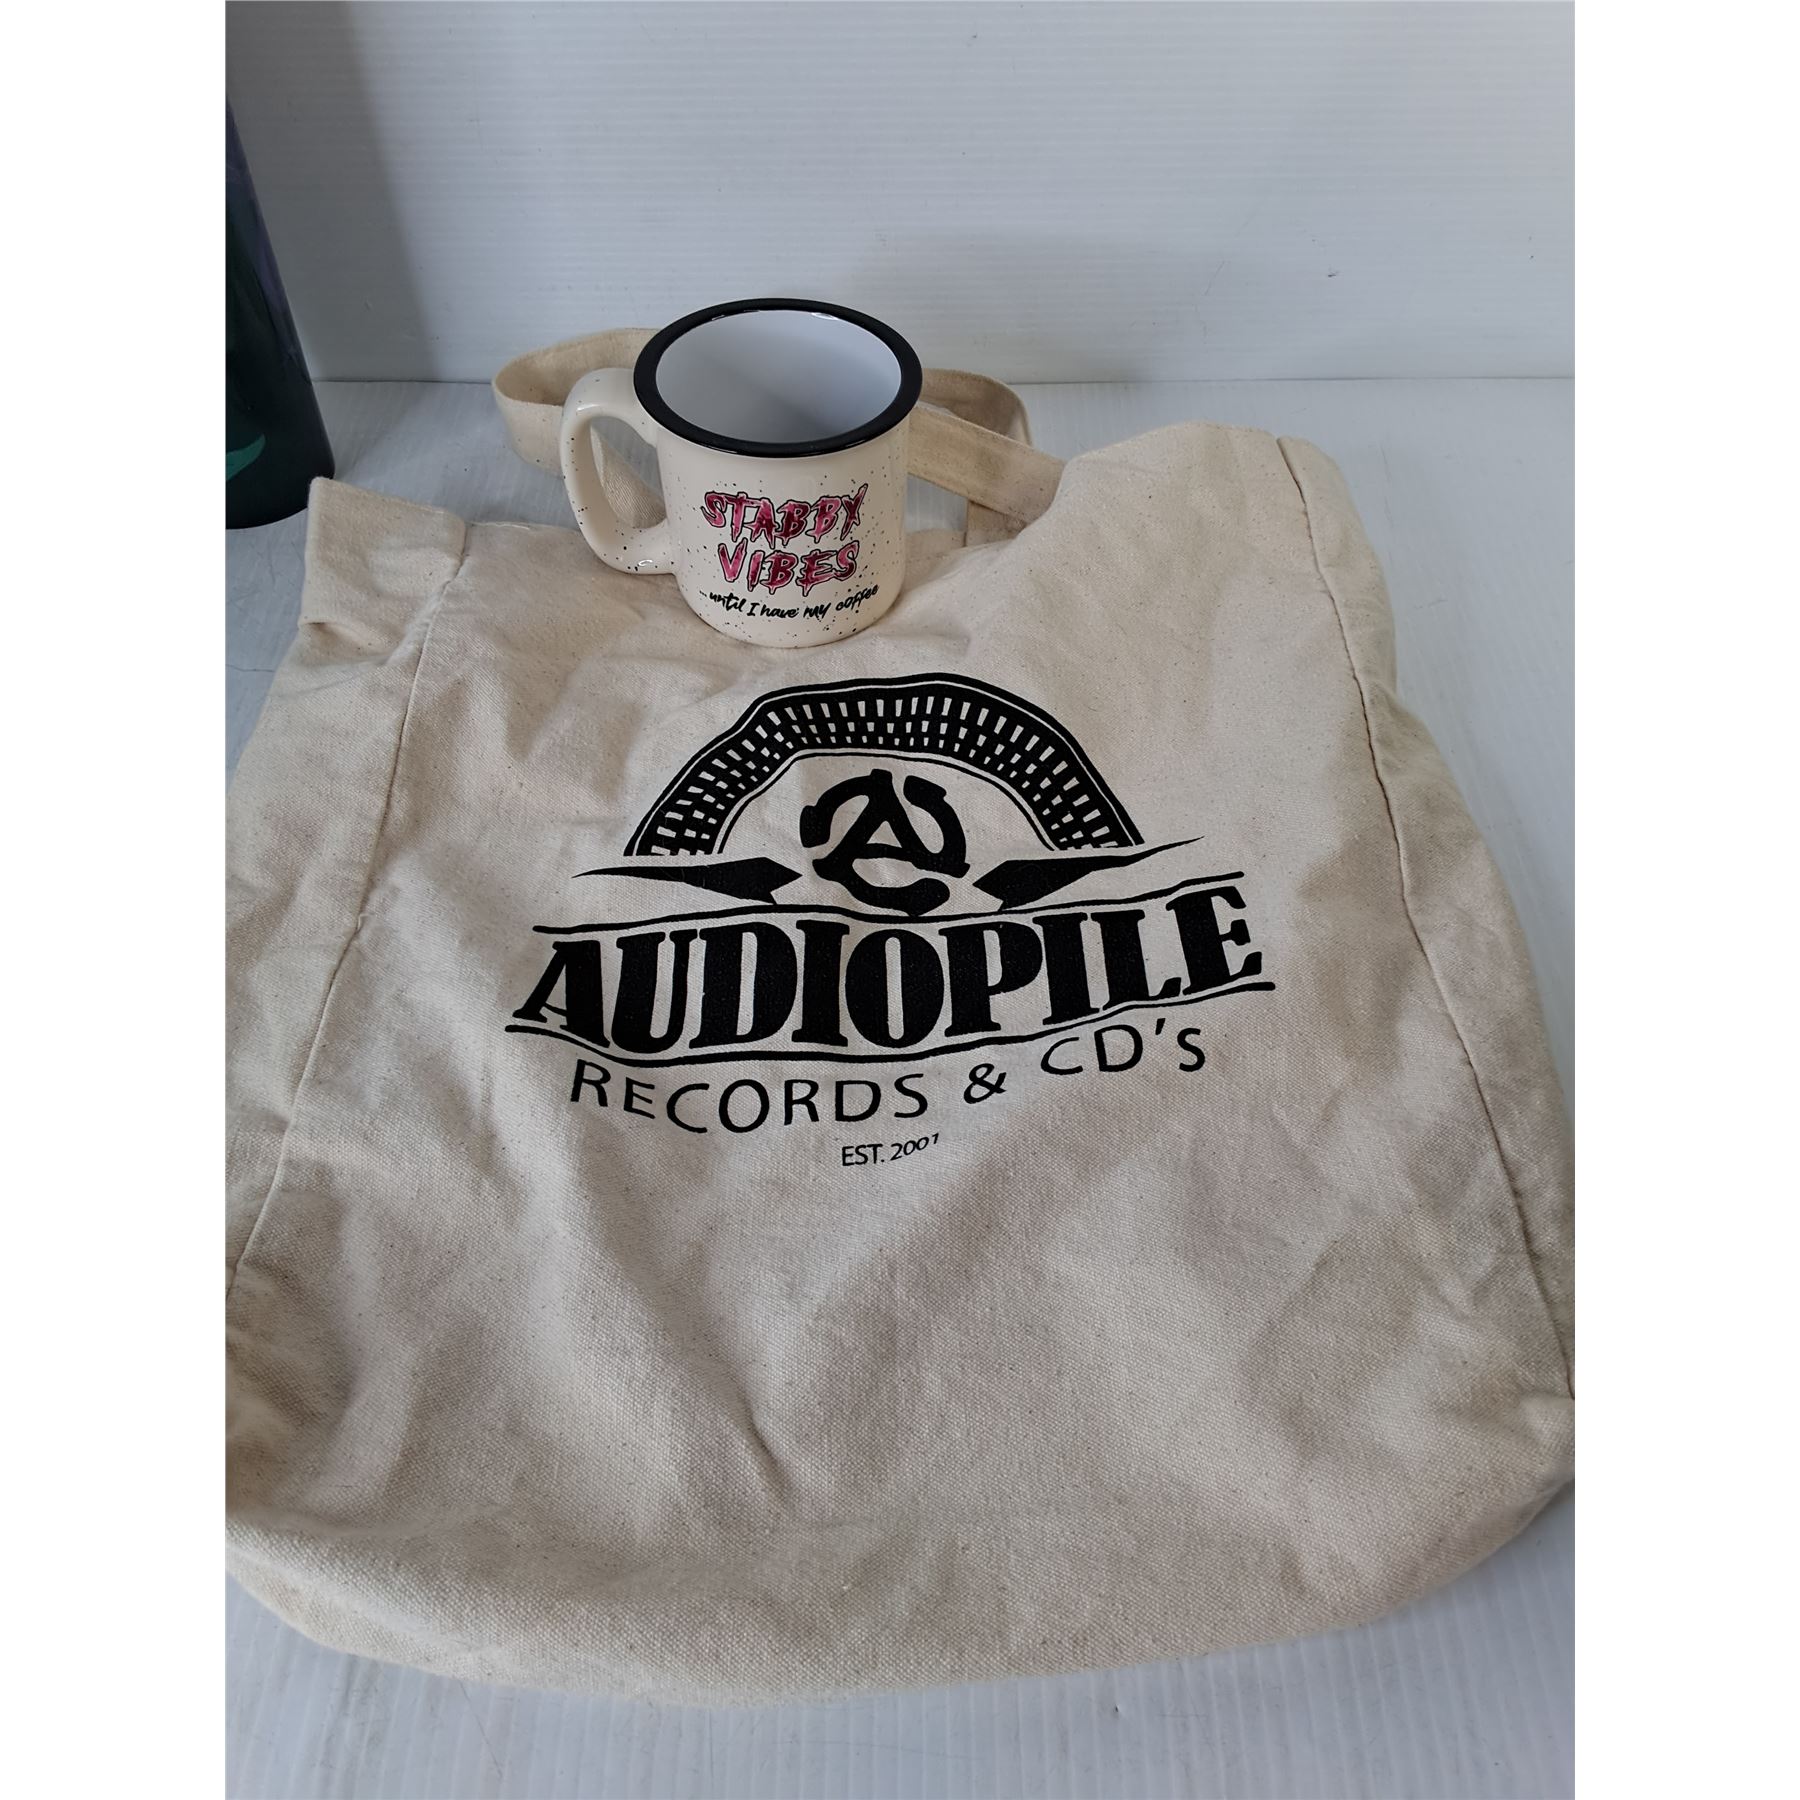 STABBY
VIBES
...until I have my coffee
A
AUDIOPILE
RECORDS & CD's
EST. 2001